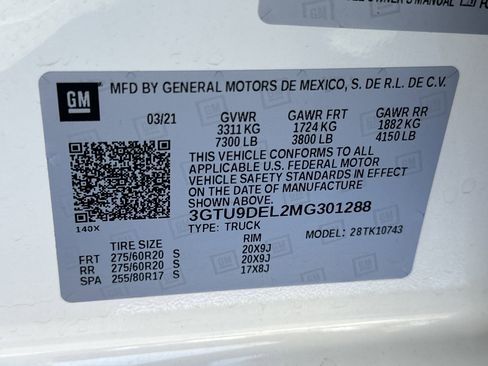 OWNER'S MANUAL
GM
MFD BY GENERAL MOTORS DE MEXICO, S. DE R.L. DE C.V.
03/21 GVWR GAWR FRT GAWR RR
3311 KG 1724 KG 1882 KG
7300 LB 3800 LB 4150 LB
THIS VEHICLE CONFORMS TO ALL
APPLICABLE U.S. FEDERAL MOTOR
VEHICLE SAFETY STANDARDS IN EFFECT
ON THE DATE OF MANUFACTURE
SHOWN ABOVE.
3GTU9DEL2MG301288
140X TYPE: TRUCK MODEL: 28TK10743
TIRE SIZE RIM
FRT 275/60R20 S 20X9J
RR 275/60R20 S 20X9J
SPA 255/80R17 S 17X8J